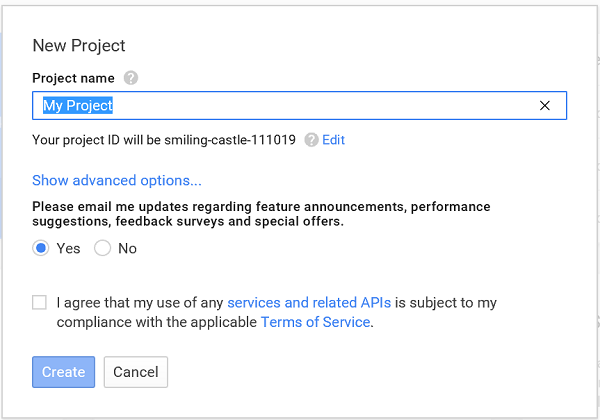 New Project
Project name ?
My Project
Your project ID will be smiling-castle-111019 ? Edit
Show advanced options...
Please email me updates regarding feature announcements, performance
suggestions, feedback surveys and special offers.
Yes No
I agree that my use of any services and related APIs is subject to my
compliance with the applicable Terms of Service.
Create Cancel